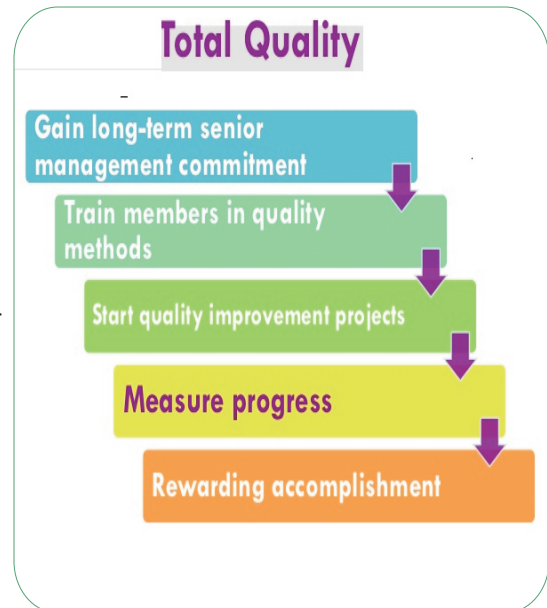 Total Quality
Gain long-term senior
management commitment
Train members in quality
methods
Start quality improvement projects
Measure progress
Rewarding accomplishment